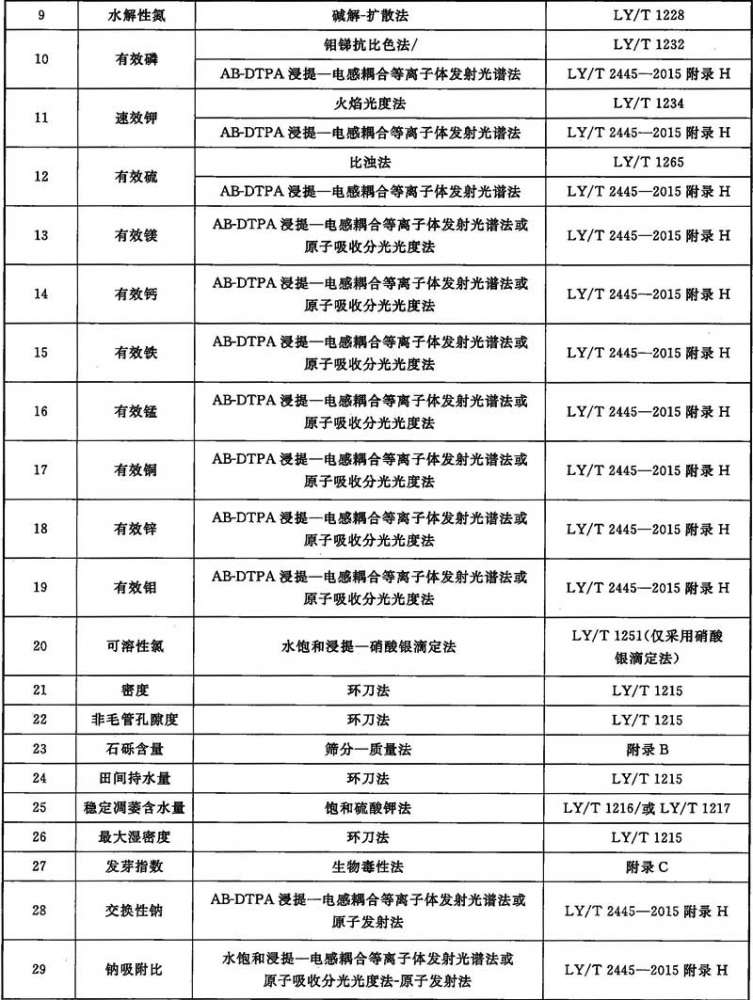 9 水解性氮 碱解-扩散法 LY/T 1228
10 有效磷 钼锑抗比色法/ LY/T 1232
AB-DTPA 浸提—电感耦合等离子体发射光谱法 LY/T 2445—2015 附录 H
11 速效钾 火焰光度法 LY/T 1234
AB-DTPA 浸提—电感耦合等离子体发射光谱法 LY/T 2445—2015 附录 H
12 有效硫 比浊法 LY/T 1265
AB-DTPA 浸提—电感耦合等离子体发射光谱法 LY/T 2445—2015 附录 H
13 有效镁 AB-DTPA 浸提—电感耦合等离子体发射光谱法或 LY/T 2445—2015 附录 H
原子吸收分光光度法
14 有效钙 AB-DTPA 浸提—电感耦合等离子体发射光谱法或 LY/T 2445—2015 附录 H
原子吸收分光光度法
15 有效铁 AB-DTPA 浸提—电感耦合等离子体发射光谱法或 LY/T 2445—2015 附录 H
原子吸收分光光度法
16 有效锰 AB-DTPA 浸提—电感耦合等离子体发射光谱法或 LY/T 2445—2015 附录 H
原子吸收分光光度法
17 有效铜 AB-DTPA 浸提—电感耦合等离子体发射光谱法或 LY/T 2445—2015 附录 H
原子吸收分光光度法
18 有效锌 AB-DTPA 浸提—电感耦合等离子体发射光谱法或 LY/T 2445—2015 附录 H
原子吸收分光光度法
19 有效钼 AB-DTPA 浸提—电感耦合等离子体发射光谱法或 LY/T 2445—2015 附录 H
原子吸收分光光度法
20 可溶性氯 水饱和浸提—硝酸银滴定法 LY/T 1251(仅采用硝酸
银滴定法)
21 密度 环刀法 LY/T 1215
22 非毛管孔隙度 环刀法 LY/T 1215
23 石砾含量 筛分—质量法 附录 B
24 田间持水量 环刀法 LY/T 1215
25 稳定凋萎含水量 饱和硫酸钾法 LY/T 1216/或 LY/T 1217
26 最大湿密度 环刀法 LY/T 1215
27 发芽指数 生物毒性法 附录 C
28 交换性钠 AB-DTPA 浸提—电感耦合等离子体发射光谱法或 LY/T 2445—2015 附录 H
原子发射法
29 钠吸附比 水饱和浸提—电感耦合等离子体发射光谱法或 LY/T 2445—2015 附录 H
原子吸收分光光度法-原子发射法